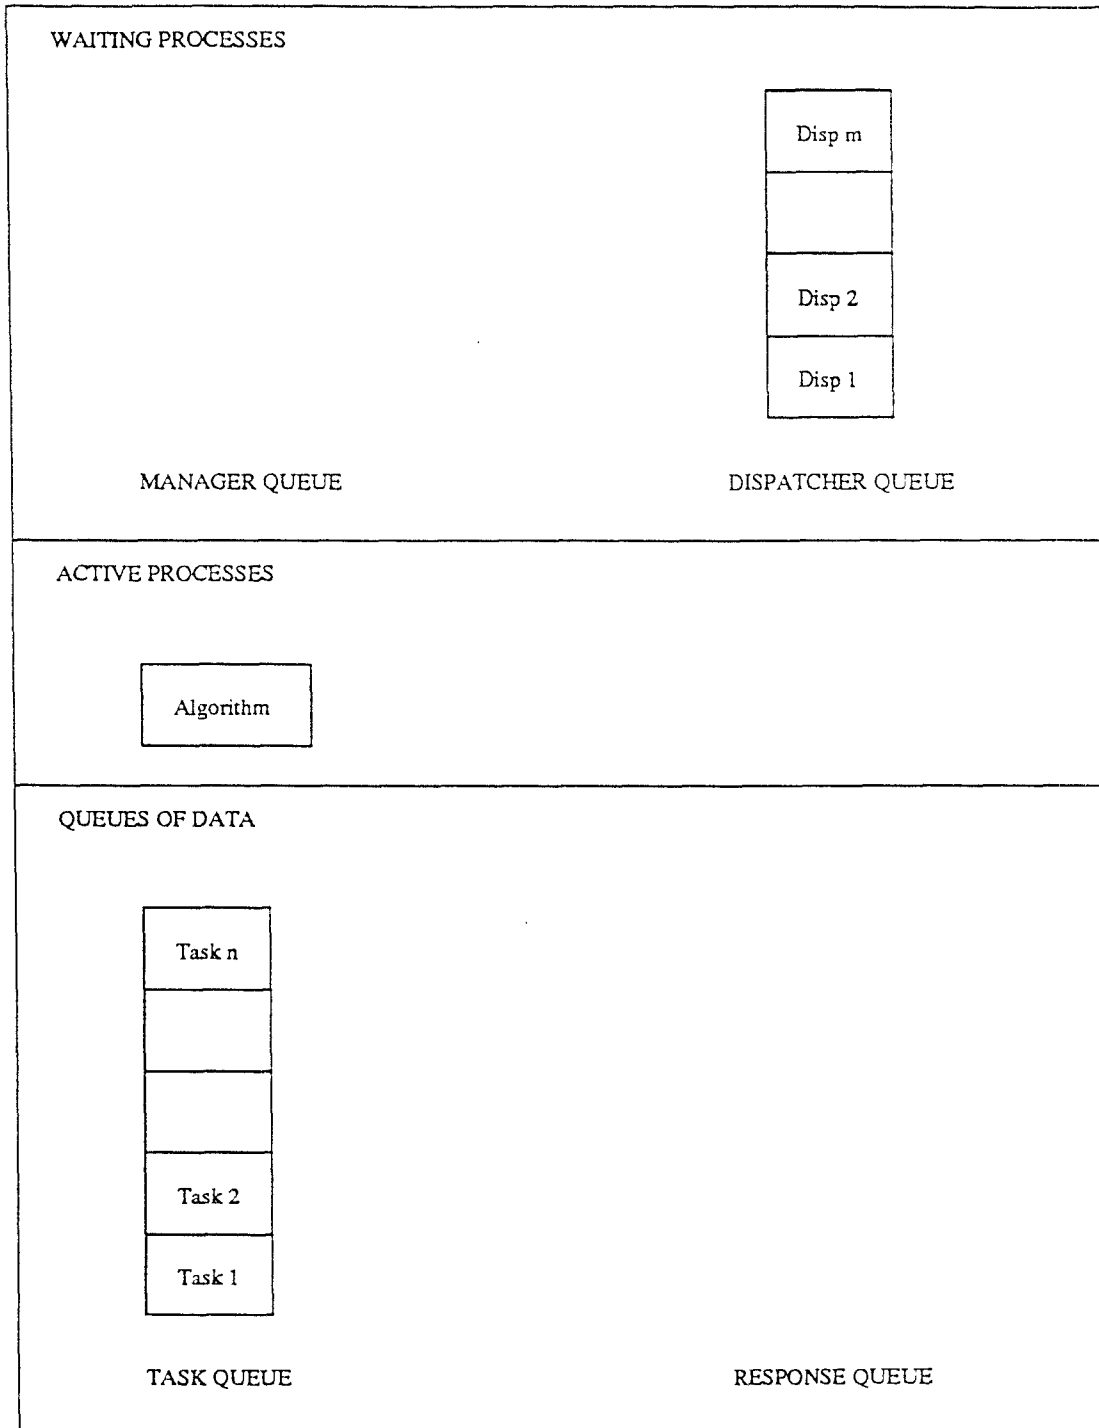 WAITING PROCESSES
Disp m
Disp 2
Disp 1
MANAGER QUEUE
DISPATCHER QUEUE
ACTIVE PROCESSES
Algorithm
QUEUES OF DATA
Task n
Task 2
Task 1
TASK QUEUE
RESPONSE QUEUE